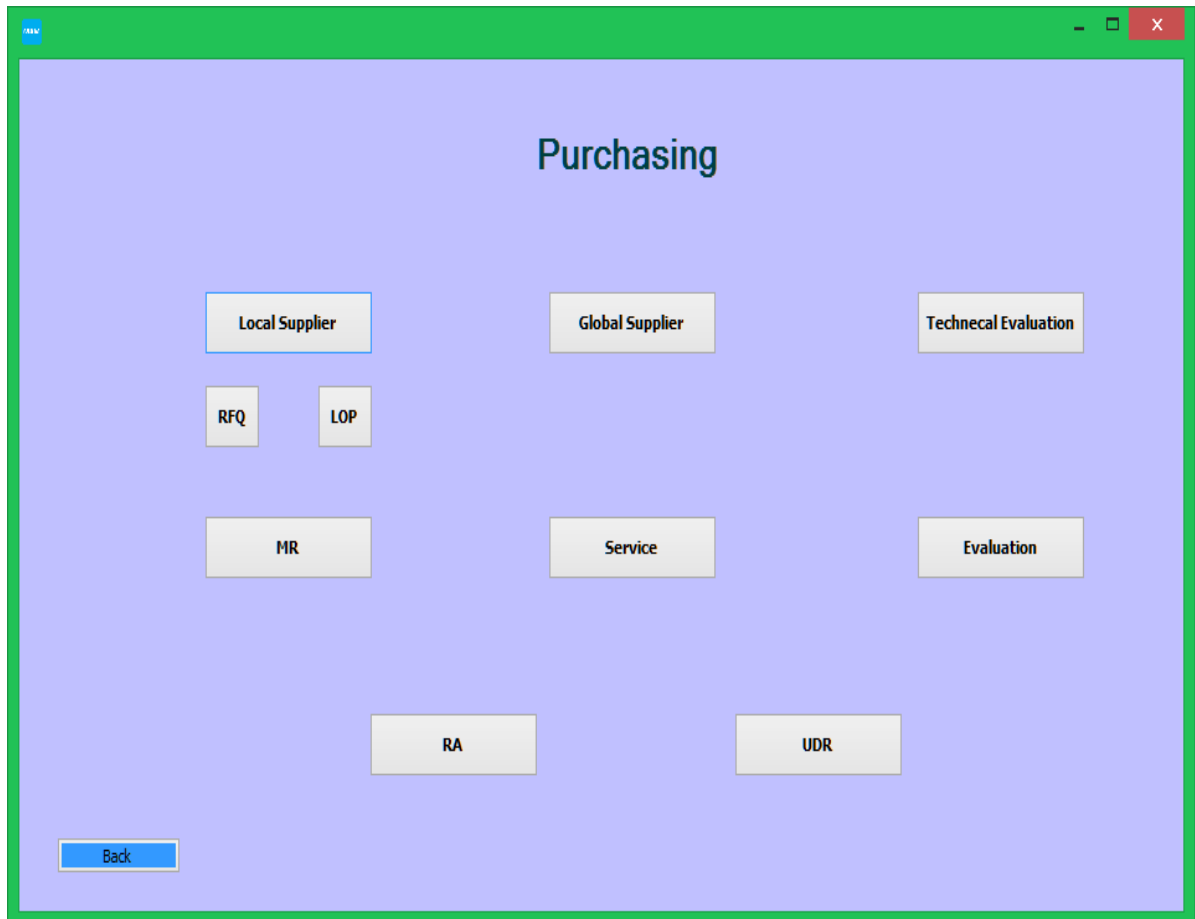 Purchasing
Local Supplier
Global Supplier
Technecal Evaluation
RFQ
LOP
MR
Service
Evaluation
RA
UDR
Back